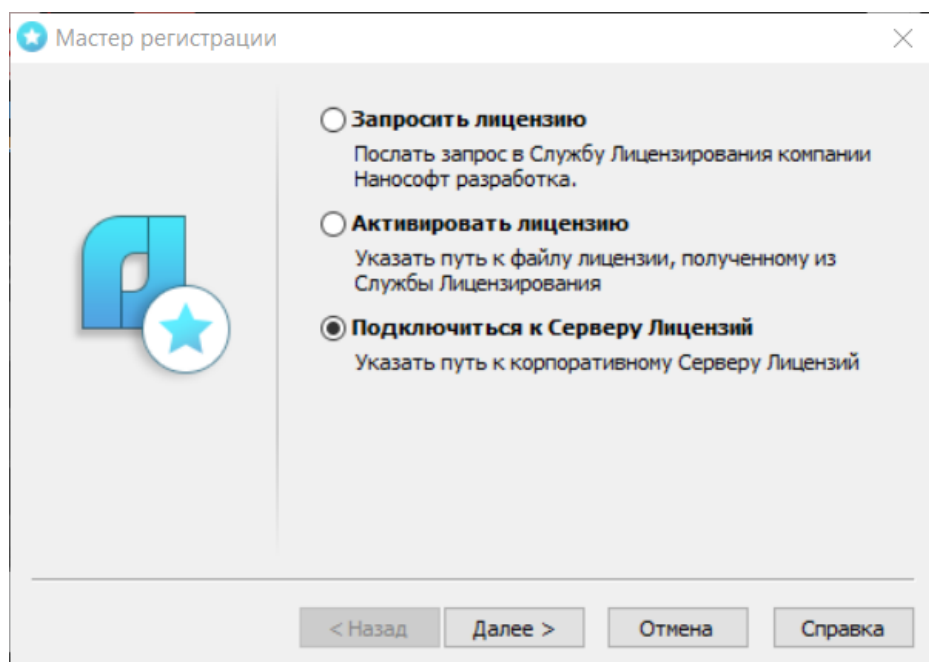 Мастер регистрации
Запросить лицензию
Послать запрос в Службу Лицензирования компании
Нанософт разработка.
Активировать лицензию
Указать путь к файлу лицензии, полученному из
Службы Лицензирования
Подключиться к Серверу Лицензий
Указать путь к корпоративному Серверу Лицензий
< Назад
Далее >
Отмена
Справка